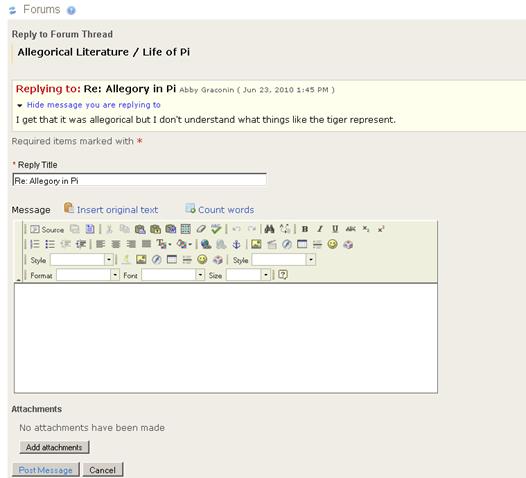 Forums
Reply to Forum Thread
Allegorical Literature / Life of Pi
Replying to: Re: Allegory in Pi Abby Graconin ( Jun 23, 2010 1:45 PM )
Hide message you are replying to
I get that it was allegorical but I don't understand what things like the tiger represent.
Required items marked with *
* Reply Title
Re: Allegory in Pi
Message Insert original text Count words
Source B I U ABC x₂ x²
Style Style
Format Font Size
Attachments
No attachments have been made
Add attachments
Post Message Cancel